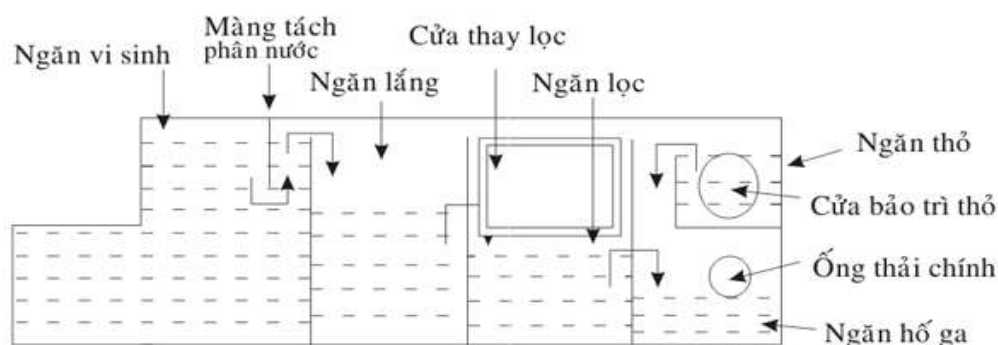 Ngăn vi sinh
Màng tách
phân nước
Ngăn lắng
Cửa thay lọc
Ngăn lọc
Ngăn thỏ
Cửa bảo trì thỏ
Ống thải chính
Ngăn hố ga